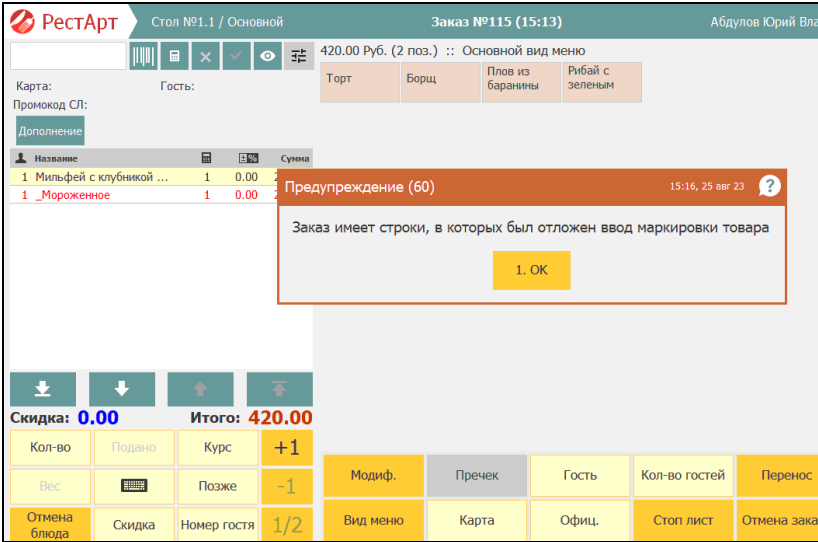 РестАрт
Стол №1.1 / Основной
Заказ №115 (15:13)
Абдулов Юрий Вла
420.00 Руб. (2 поз.) :: Основной вид меню
Карта:
Гость:
Промокод СЛ:
Дополнение
Торт
Борщ
Плов из
баранины
Рибай с
зеленым
Название
%
Сумма
1 Мильфей с клубникой ... 1 0.00 2
1 _Мороженное 1 0.00 2
Предупреждение (60)
15:16, 25 авг 23
?
Заказ имеет строки, в которых был отложен ввод маркировки товара
1. OK
Скидка: 0.00
Итого: 420.00
Кол-во
Подано
Курс
+1
Вес
Позже
-1
Отмена
блюда
Скидка
Номер гостя
1/2
Модиф.
Пречек
Гость
Кол-во гостей
Перенос
Вид меню
Карта
Офиц.
Стоп лист
Отмена зака